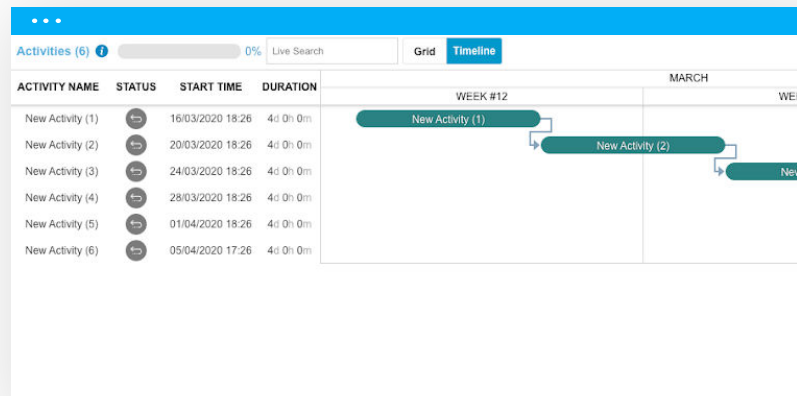 Activities (6) i 0% Live Search Grid Timeline
ACTIVITY NAME STATUS START TIME DURATION MARCH
WEEK #12 WE
New Activity (1) 16/03/2020 18:26 4d 0h 0m New Activity (1)
New Activity (2) 20/03/2020 18:26 4d 0h 0m New Activity (2)
New Activity (3) 24/03/2020 18:26 4d 0h 0m New
New Activity (4) 28/03/2020 18:26 4d 0h 0m
New Activity (5) 01/04/2020 18:26 4d 0h 0m
New Activity (6) 05/04/2020 17:26 4d 0h 0m